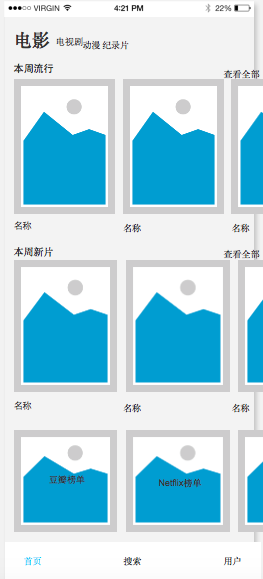 VIRGIN 4:21 PM 22%
电影 电视剧 动漫 纪录片
本周流行 查看全部
名称 名称 名称
本周新片 查看全部
名称 名称 名称
豆瓣榜单 Netflix榜单
首页 搜索 用户